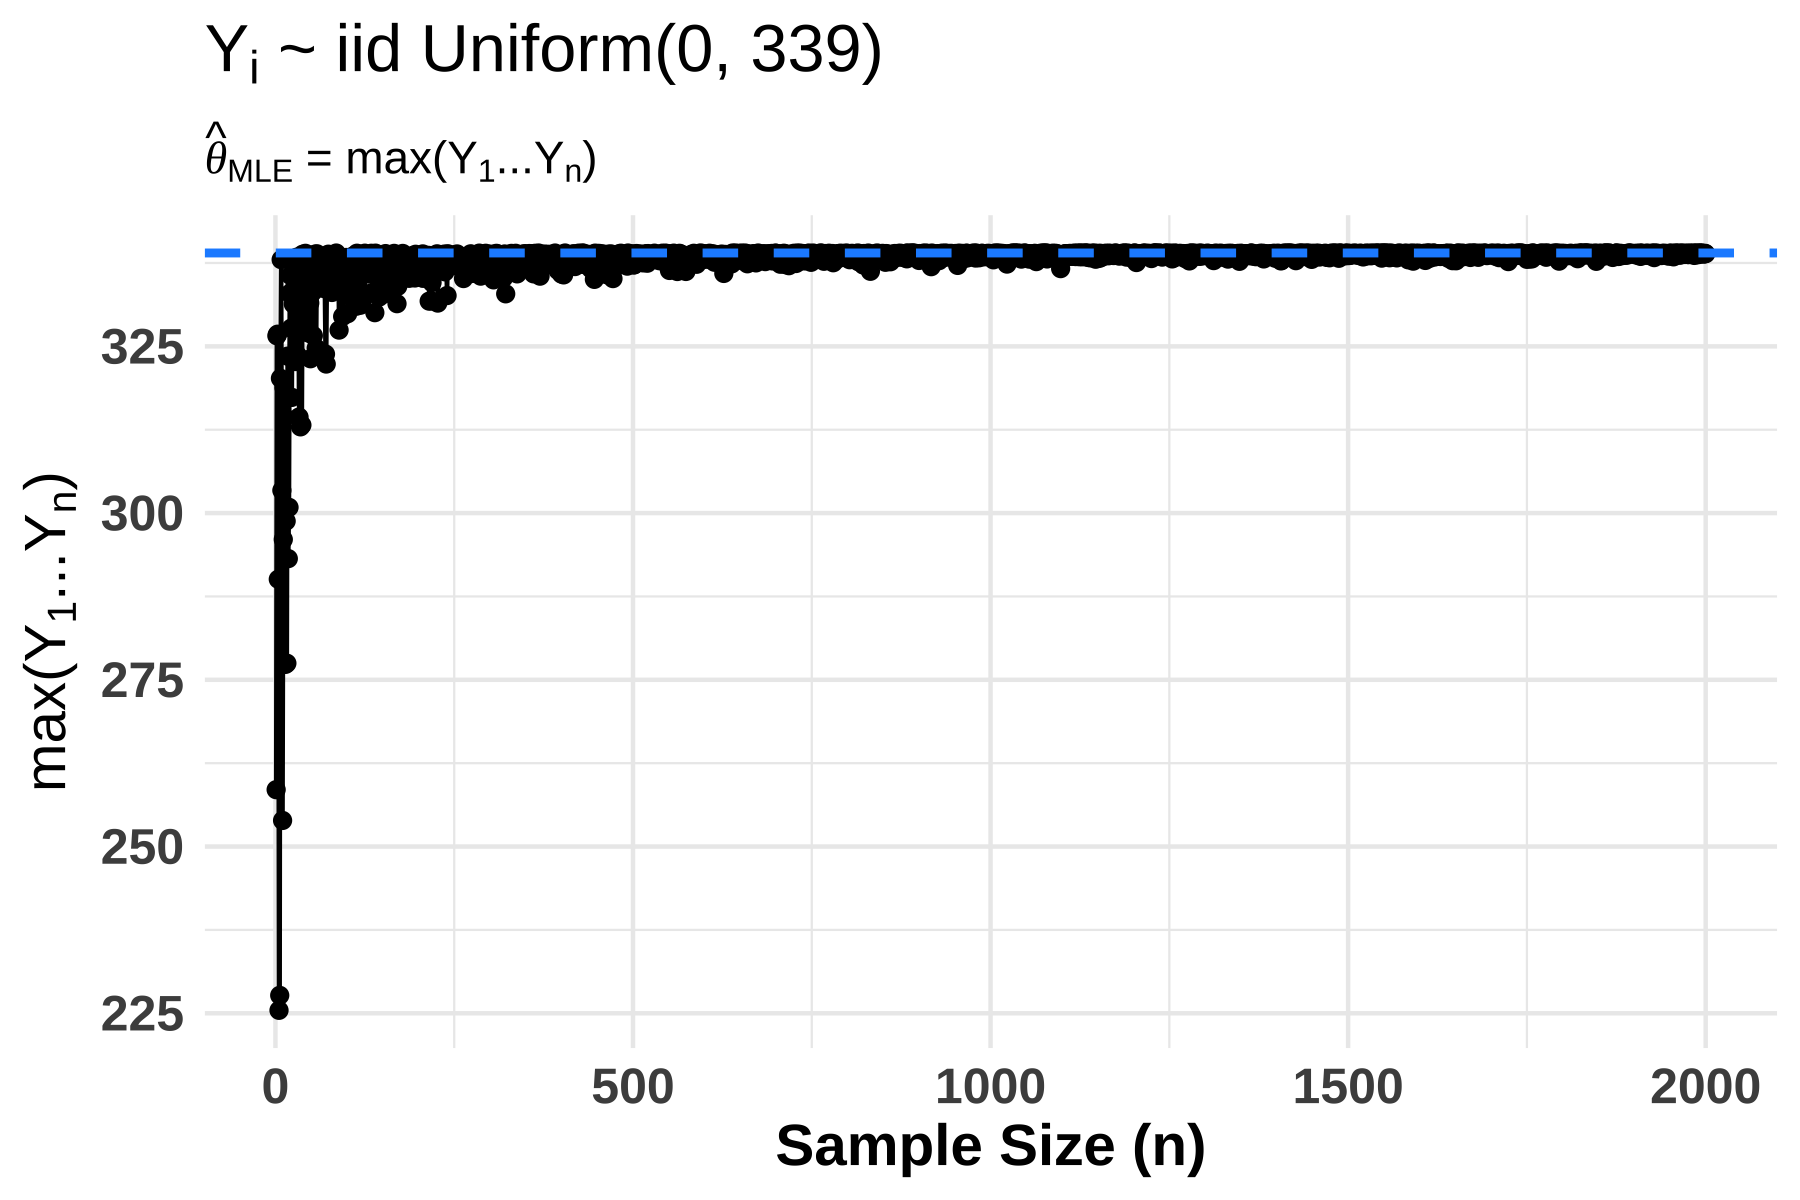 Yᵢ ~ iid Uniform(0, 339)
θ̂MLE = max(Y₁...Yₙ)
max(Y₁...Yₙ)
325
300
275
250
225
0 500 1000 1500 2000
Sample Size (n)